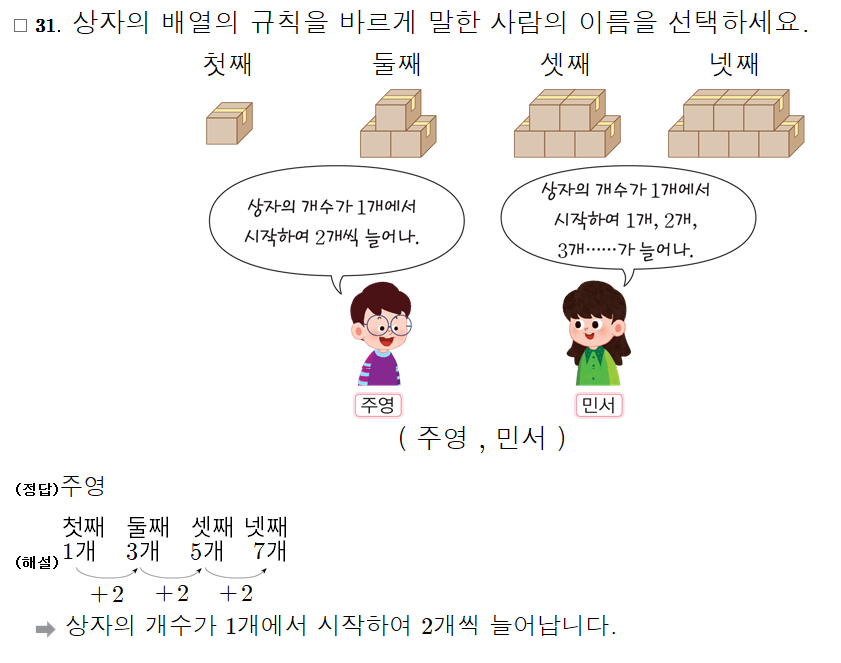 □ 31. 상자의 배열의 규칙을 바르게 말한 사람의 이름을 선택하세요.
첫째 둘째 셋째 넷째
상자의 개수가 1개에서
시작하여 2개씩 늘어나.
상자의 개수가 1개에서
시작하여 1개, 2개,
3개……가 늘어나.
주영 민서
( 주영 , 민서 )
(정답)주영
첫째 둘째 셋째 넷째
(해설)1개 3개 5개 7개
+2 +2 +2
➡ 상자의 개수가 1개에서 시작하여 2개씩 늘어납니다.